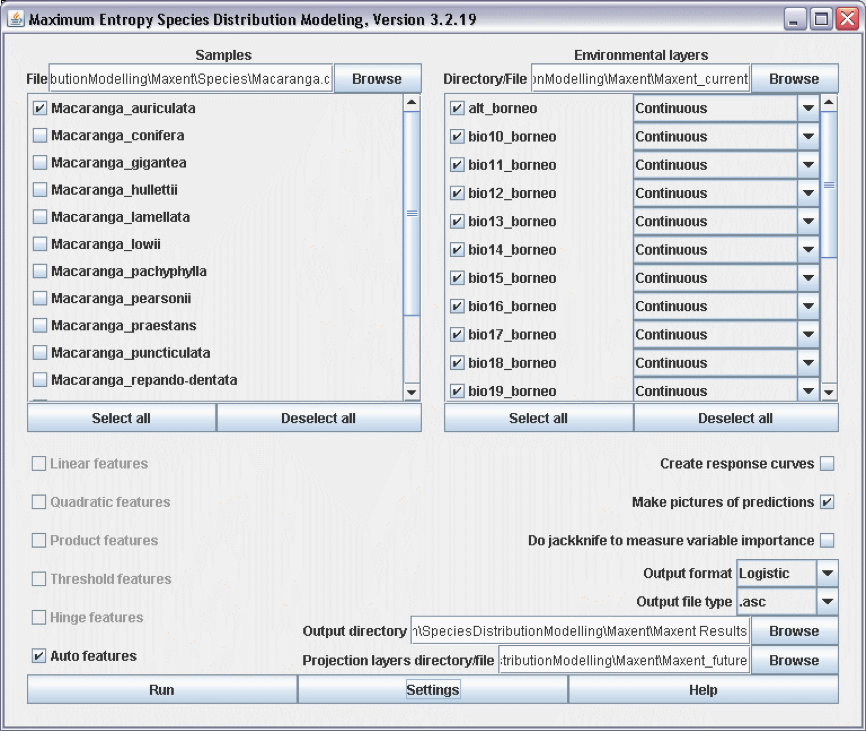 Maximum Entropy Species Distribution Modeling, Version 3.2.19
Samples
File butionModelling\Maxent\Species\Macaranga.c Browse
Macaranga_auriculata
Macaranga_conifera
Macaranga_gigantea
Macaranga_hullettii
Macaranga_lamellata
Macaranga_lowii
Macaranga_pachyphylla
Macaranga_pearsonii
Macaranga_praestans
Macaranga_puncticulata
Macaranga_repando-dentata
Select all Deselect all
Environmental layers
Directory/File onModelling\Maxent\Maxent_current Browse
alt_borneo Continuous
bio10_borneo Continuous
bio11_borneo Continuous
bio12_borneo Continuous
bio13_borneo Continuous
bio14_borneo Continuous
bio15_borneo Continuous
bio16_borneo Continuous
bio17_borneo Continuous
bio18_borneo Continuous
bio19_borneo Continuous
Select all Deselect all
Linear features
Quadratic features
Product features
Threshold features
Hinge features
Auto features
Create response curves
Make pictures of predictions
Do jackknife to measure variable importance
Output format Logistic
Output file type .asc
Output directory n\SpeciesDistributionModelling\Maxent\Maxent Results Browse
Projection layers directory/file tributionModelling\Maxent\Maxent_future Browse
Run Settings Help